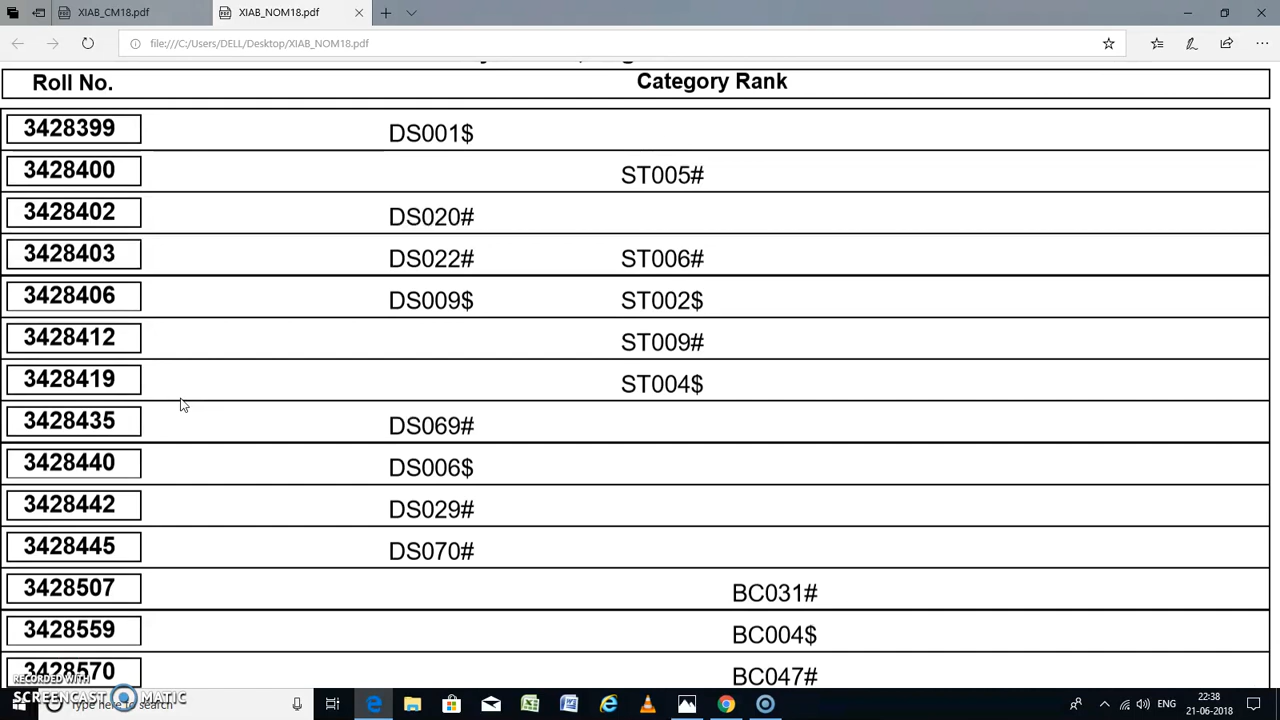 XIAB_CM18.pdf
XIAB_NOM18.pdf
file:///C:/Users/DELL/Desktop/XIAB_NOM18.pdf
Roll No. Category Rank
3428399 DS001$
3428400 ST005#
3428402 DS020#
3428403 DS022# ST006#
3428406 DS009$ ST002$
3428412 ST009#
3428419 ST004$
3428435 DS069#
3428440 DS006$
3428442 DS029#
3428445 DS070#
3428507 BC031#
3428559 BC004$
3428570 BC047#
RECORDED WITH
SCREENCAST MATIC
Type here to search
ENG
22:38
21-06-2018